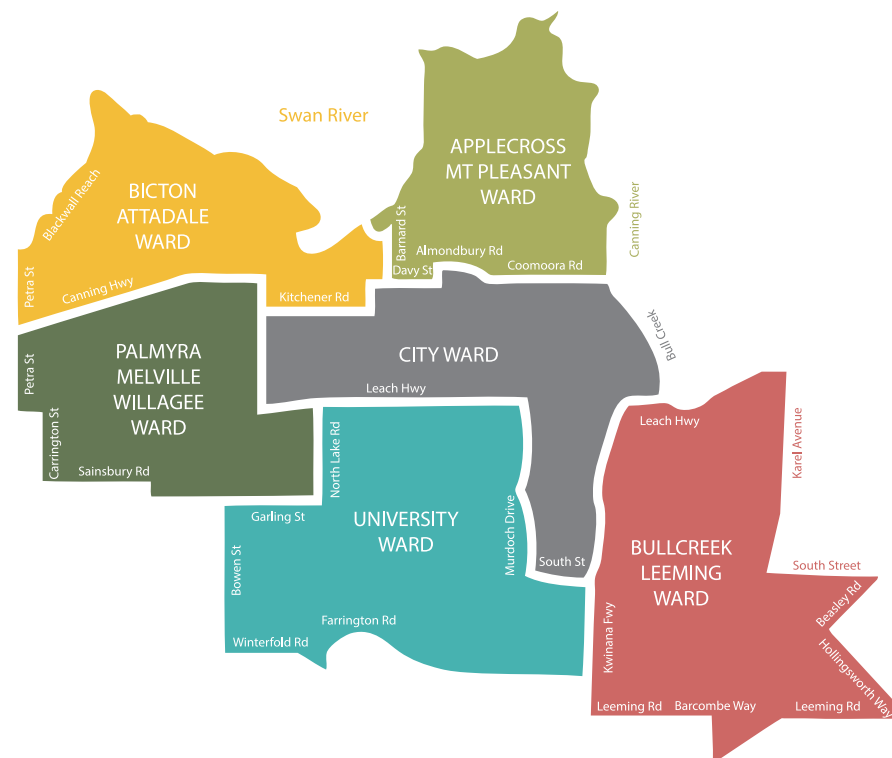 Swan River
APPLECROSS
MT PLEASANT
WARD
BICTON
ATTADALE
WARD
Blackwall Reach
Petra St
Canning Hwy
Kitchener Rd
Barnard St
Almondbury Rd
Davy St
Coomoora Rd
Canning River
Bull Creek
Petra St
PALMYRA
MELVILLE
WILLAGEE
WARD
Carrington St
Sainsbury Rd
CITY WARD
Leach Hwy
South St
North Lake Rd
Garling St
UNIVERSITY
WARD
Murdoch Drive
Bowen St
Farrington Rd
Winterfold Rd
Leach Hwy
Karel Avenue
BULLCREEK
LEEMING
WARD
South Street
Beasley Rd
Hollingsworth Way
Kwinana Fwy
Leeming Rd
Barcombe Way
Leeming Rd